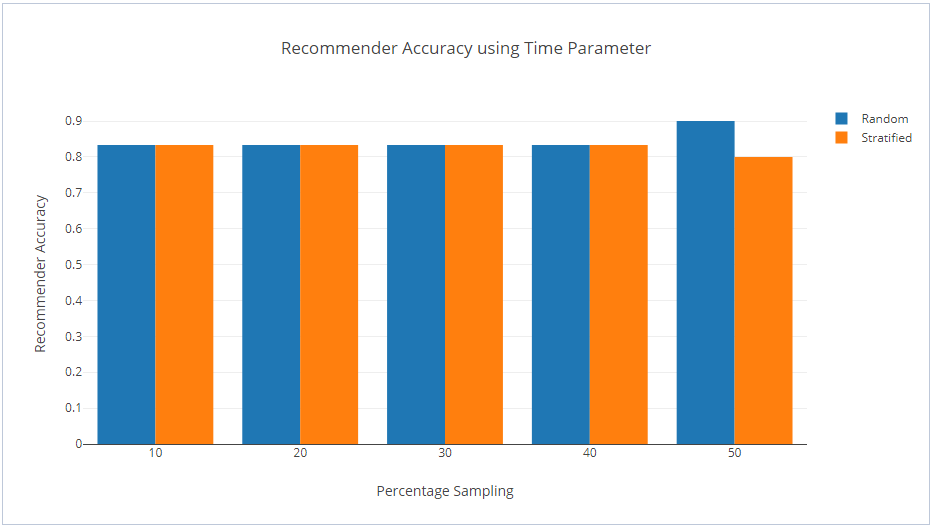 Recommender Accuracy using Time Parameter
Random
Stratified
Recommender Accuracy
0.9
0.8
0.7
0.6
0.5
0.4
0.3
0.2
0.1
0
10 20 30 40 50
Percentage Sampling